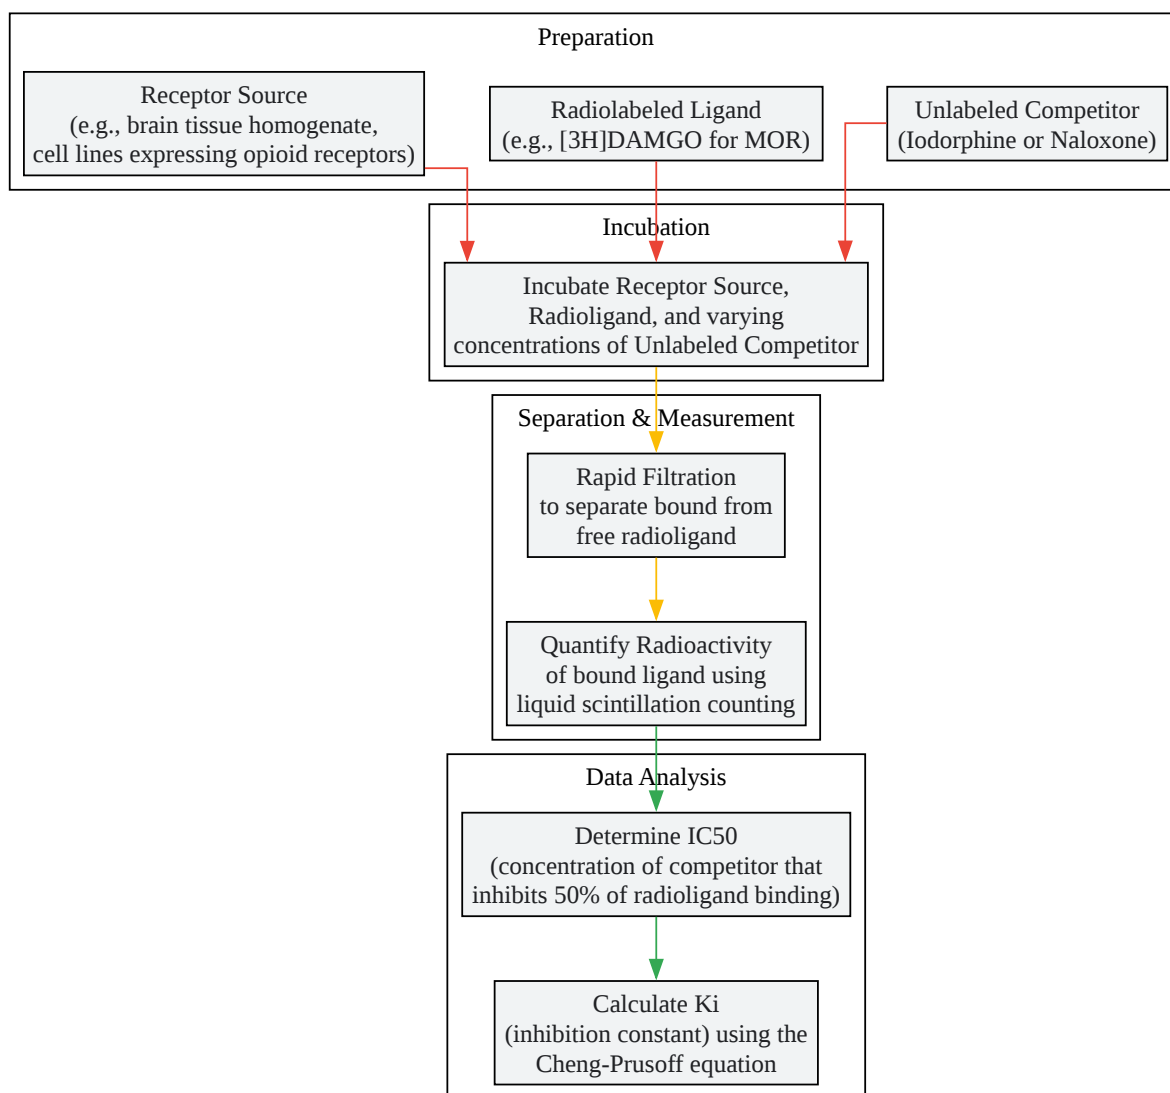 Preparation
Receptor Source
(e.g., brain tissue homogenate,
cell lines expressing opioid receptors)
Radiolabeled Ligand
(e.g., [3H]DAMGO for MOR)
Unlabeled Competitor
(Iodorphine or Naloxone)
Incubation
Incubate Receptor Source,
Radioligand, and varying
concentrations of Unlabeled Competitor
Separation & Measurement
Rapid Filtration
to separate bound from
free radioligand
Quantify Radioactivity
of bound ligand using
liquid scintillation counting
Data Analysis
Determine IC50
(concentration of competitor that
inhibits 50% of radioligand binding)
Calculate Ki
(inhibition constant) using the
Cheng-Prusoff equation